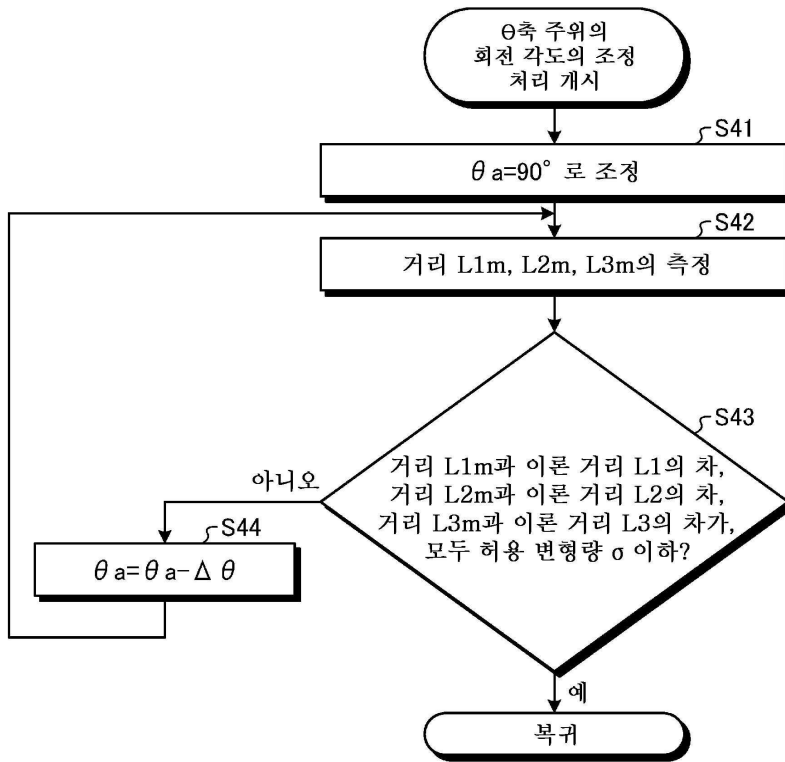 Θ축 주위의
회전 각도의 조정
처리 개시
S41
θa=90° 로 조정
S42
거리 L1m, L2m, L3m의 측정
S43
거리 L1m과 이론 거리 L1의 차,
거리 L2m과 이론 거리 L2의 차,
거리 L3m과 이론 거리 L3의 차가,
모두 허용 변형량 σ 이하?
아니오
S44
θa=θa-Δθ
예
복귀